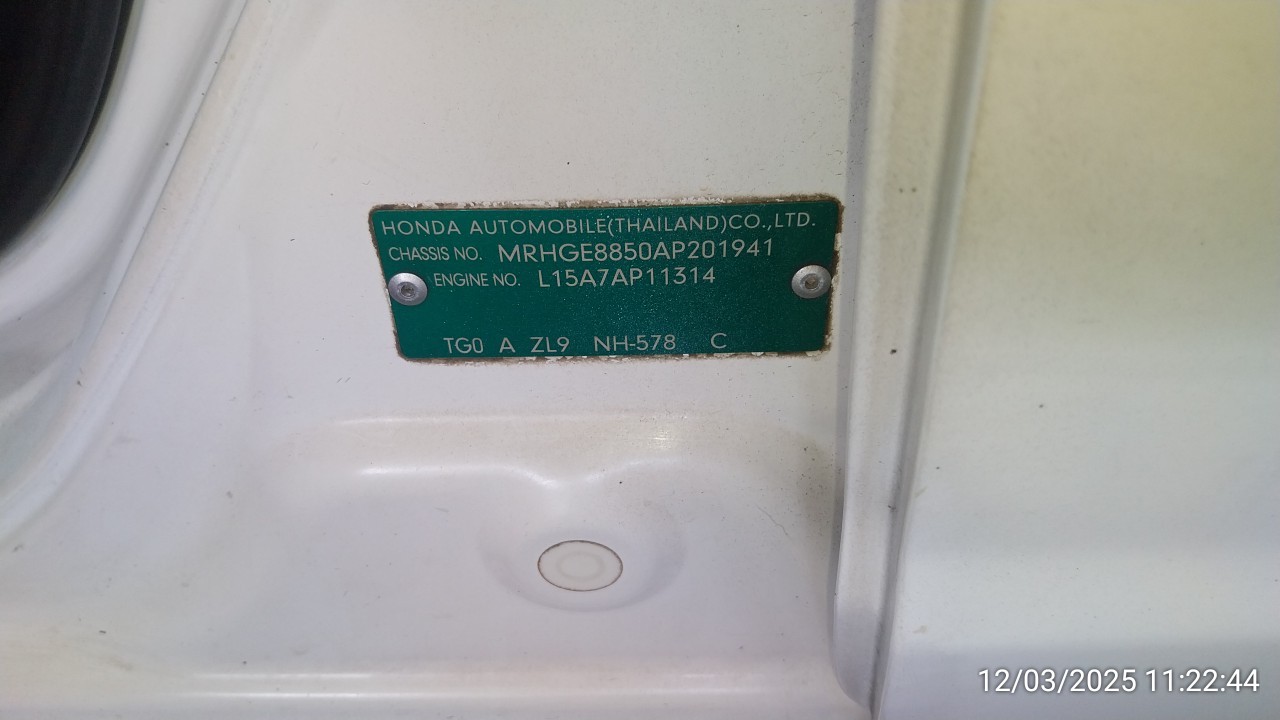 HONDA AUTOMOBILE(THAILAND)CO.,LTD.
CHASSIS NO. MRHGE8850AP201941
ENGINE NO. L15A7AP11314
TG0 A ZL9 NH-578 C
12/03/2025 11:22:44